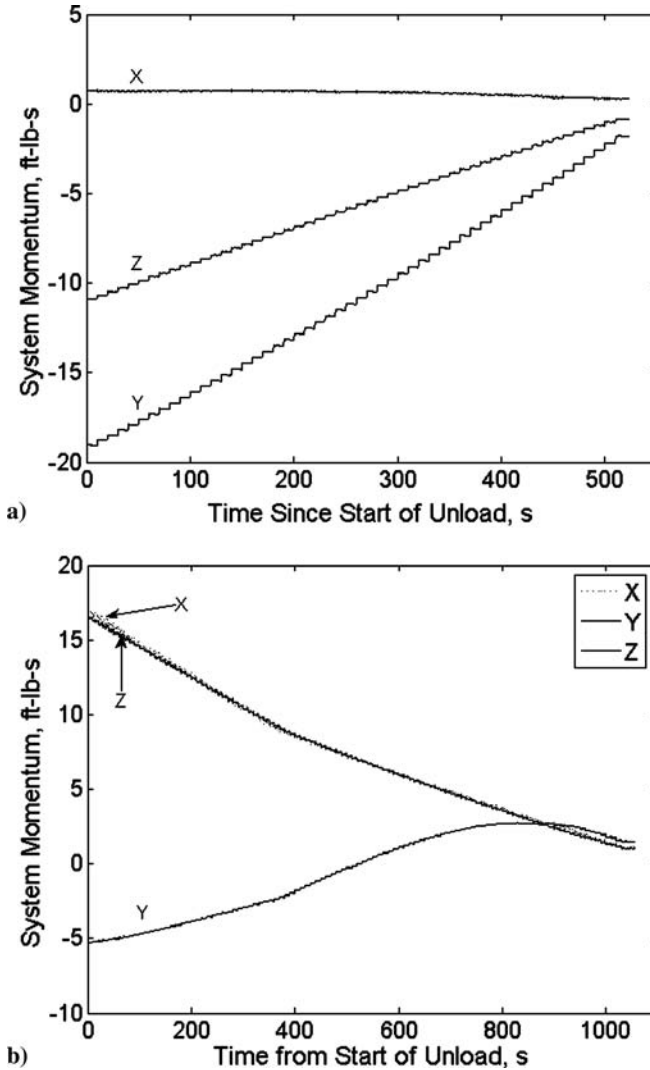 5
0
-5
-10
-15
-20
System Momentum, ft-lb-s
X
Z
Y
0 100 200 300 400 500
Time Since Start of Unload, s
a)
20
15
10
5
0
-5
-10
System Momentum, ft-lb-s
X
Z
Y
X
Y
Z
0 200 400 600 800 1000
Time from Start of Unload, s
b)